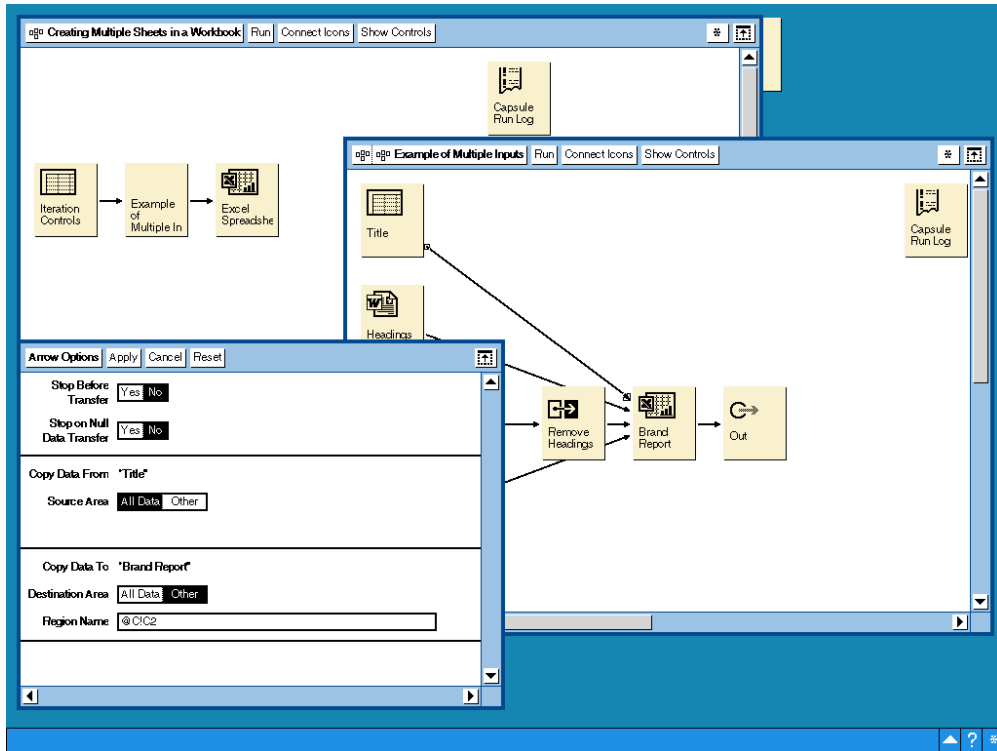 Creating Multiple Sheets in a Workbook Run Connect Icons Show Controls
Capsule
Run Log
Iteration
Controls
Example
of
Multiple In
Excel
Spreadshe
Example of Multiple Inputs Run Connect Icons Show Controls
Title
Capsule
Run Log
Headings
Remove
Headings
Brand
Report
Out
Arrow Options Apply Cancel Reset
Stop Before
Transfer
Yes No
Stop on Null
Data Transfer
Yes No
Copy Data From "Title"
Source Area All Data Other
Copy Data To "Brand Report"
Destination Area All Data Other
Region Name @C!C2
?